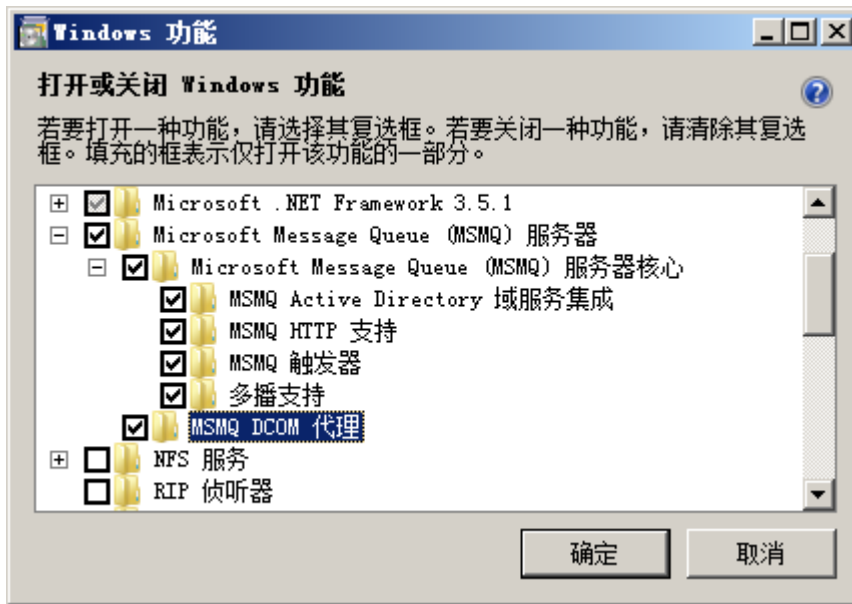 Windows 功能
打开或关闭 Windows 功能
若要打开一种功能，请选择其复选框。若要关闭一种功能，请清除其复选
框。填充的框表示仅打开该功能的一部分。
Microsoft .NET Framework 3.5.1
Microsoft Message Queue (MSMQ) 服务器
Microsoft Message Queue (MSMQ) 服务器核心
MSMQ Active Directory 域服务集成
MSMQ HTTP 支持
MSMQ 触发器
多播支持
MSMQ DCOM 代理
NFS 服务
RIP 侦听器
确定 取消